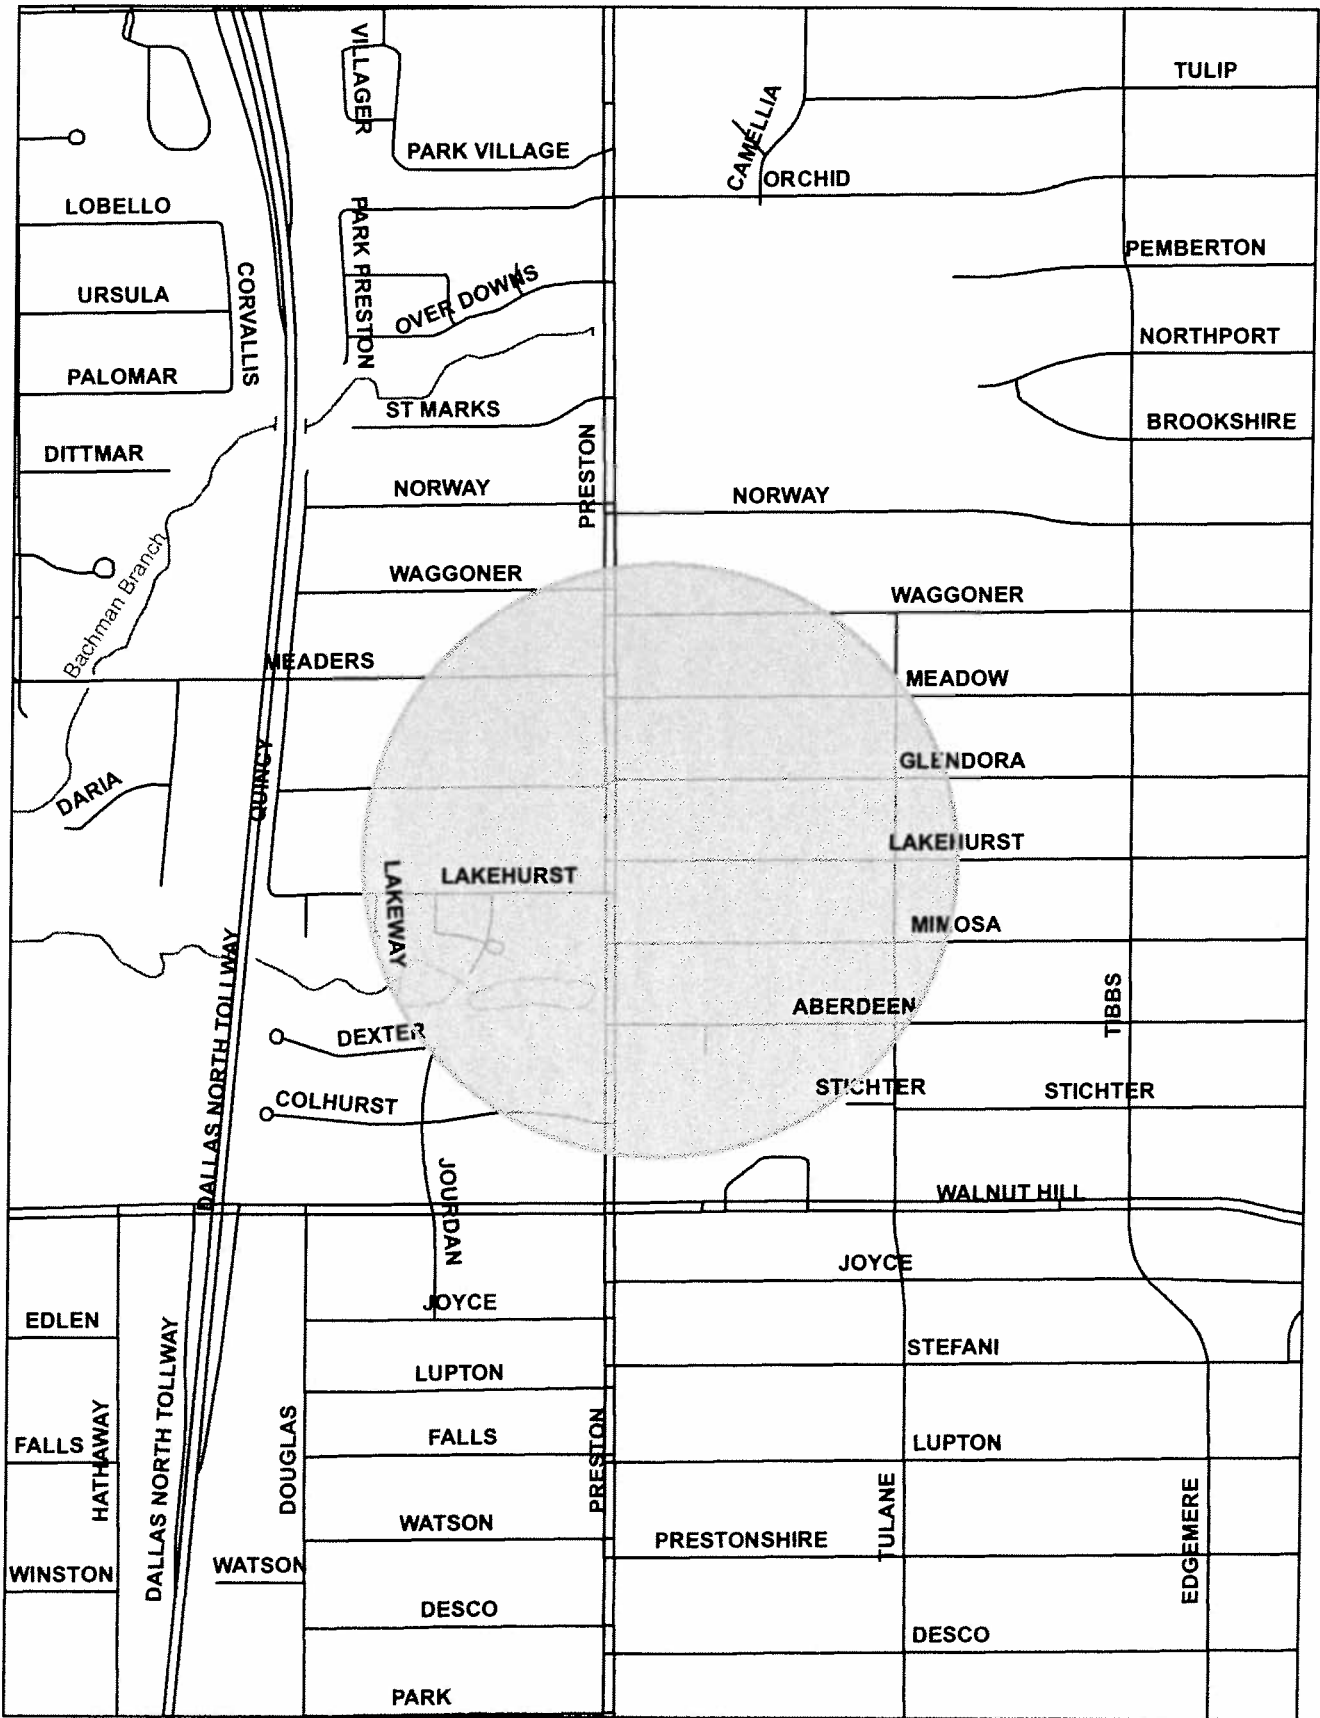 VILLAGER
TULIP
CAMELLIA
PARK VILLAGE
ORCHID
LOBELLO
PARK PRESTON
PEMBERTON
CORVALLIS
URSULA
OVER DOWNS
NORTHPORT
PALOMAR
ST MARKS
BROOKSHIRE
DITTMAR
PRESTON
NORWAY
NORWAY
Bachman Branch
WAGGONER
WAGGONER
MEADERS
MEADOW
QUINCY
GLENDORA
DARIA
LAKEHURST
LAKEWAY
LAKEHURST
MIMOSA
DALLAS NORTH TOLLWAY
TIBBS
ABERDEEN
DEXTER
STICHTER
STICHTER
COLHURST
JOURDAN
WALNUT HILL
JOYCE
JOYCE
EDLEN
DALLAS NORTH TOLLWAY
STEFANI
LUPTON
HATHAWAY
DOUGLAS
PRESTON
FALLS
FALLS
LUPTON
TULANE
EDGEMERE
WATSON
PRESTONSHIRE
WINSTON
WATSON
DESCO
DESCO
PARK